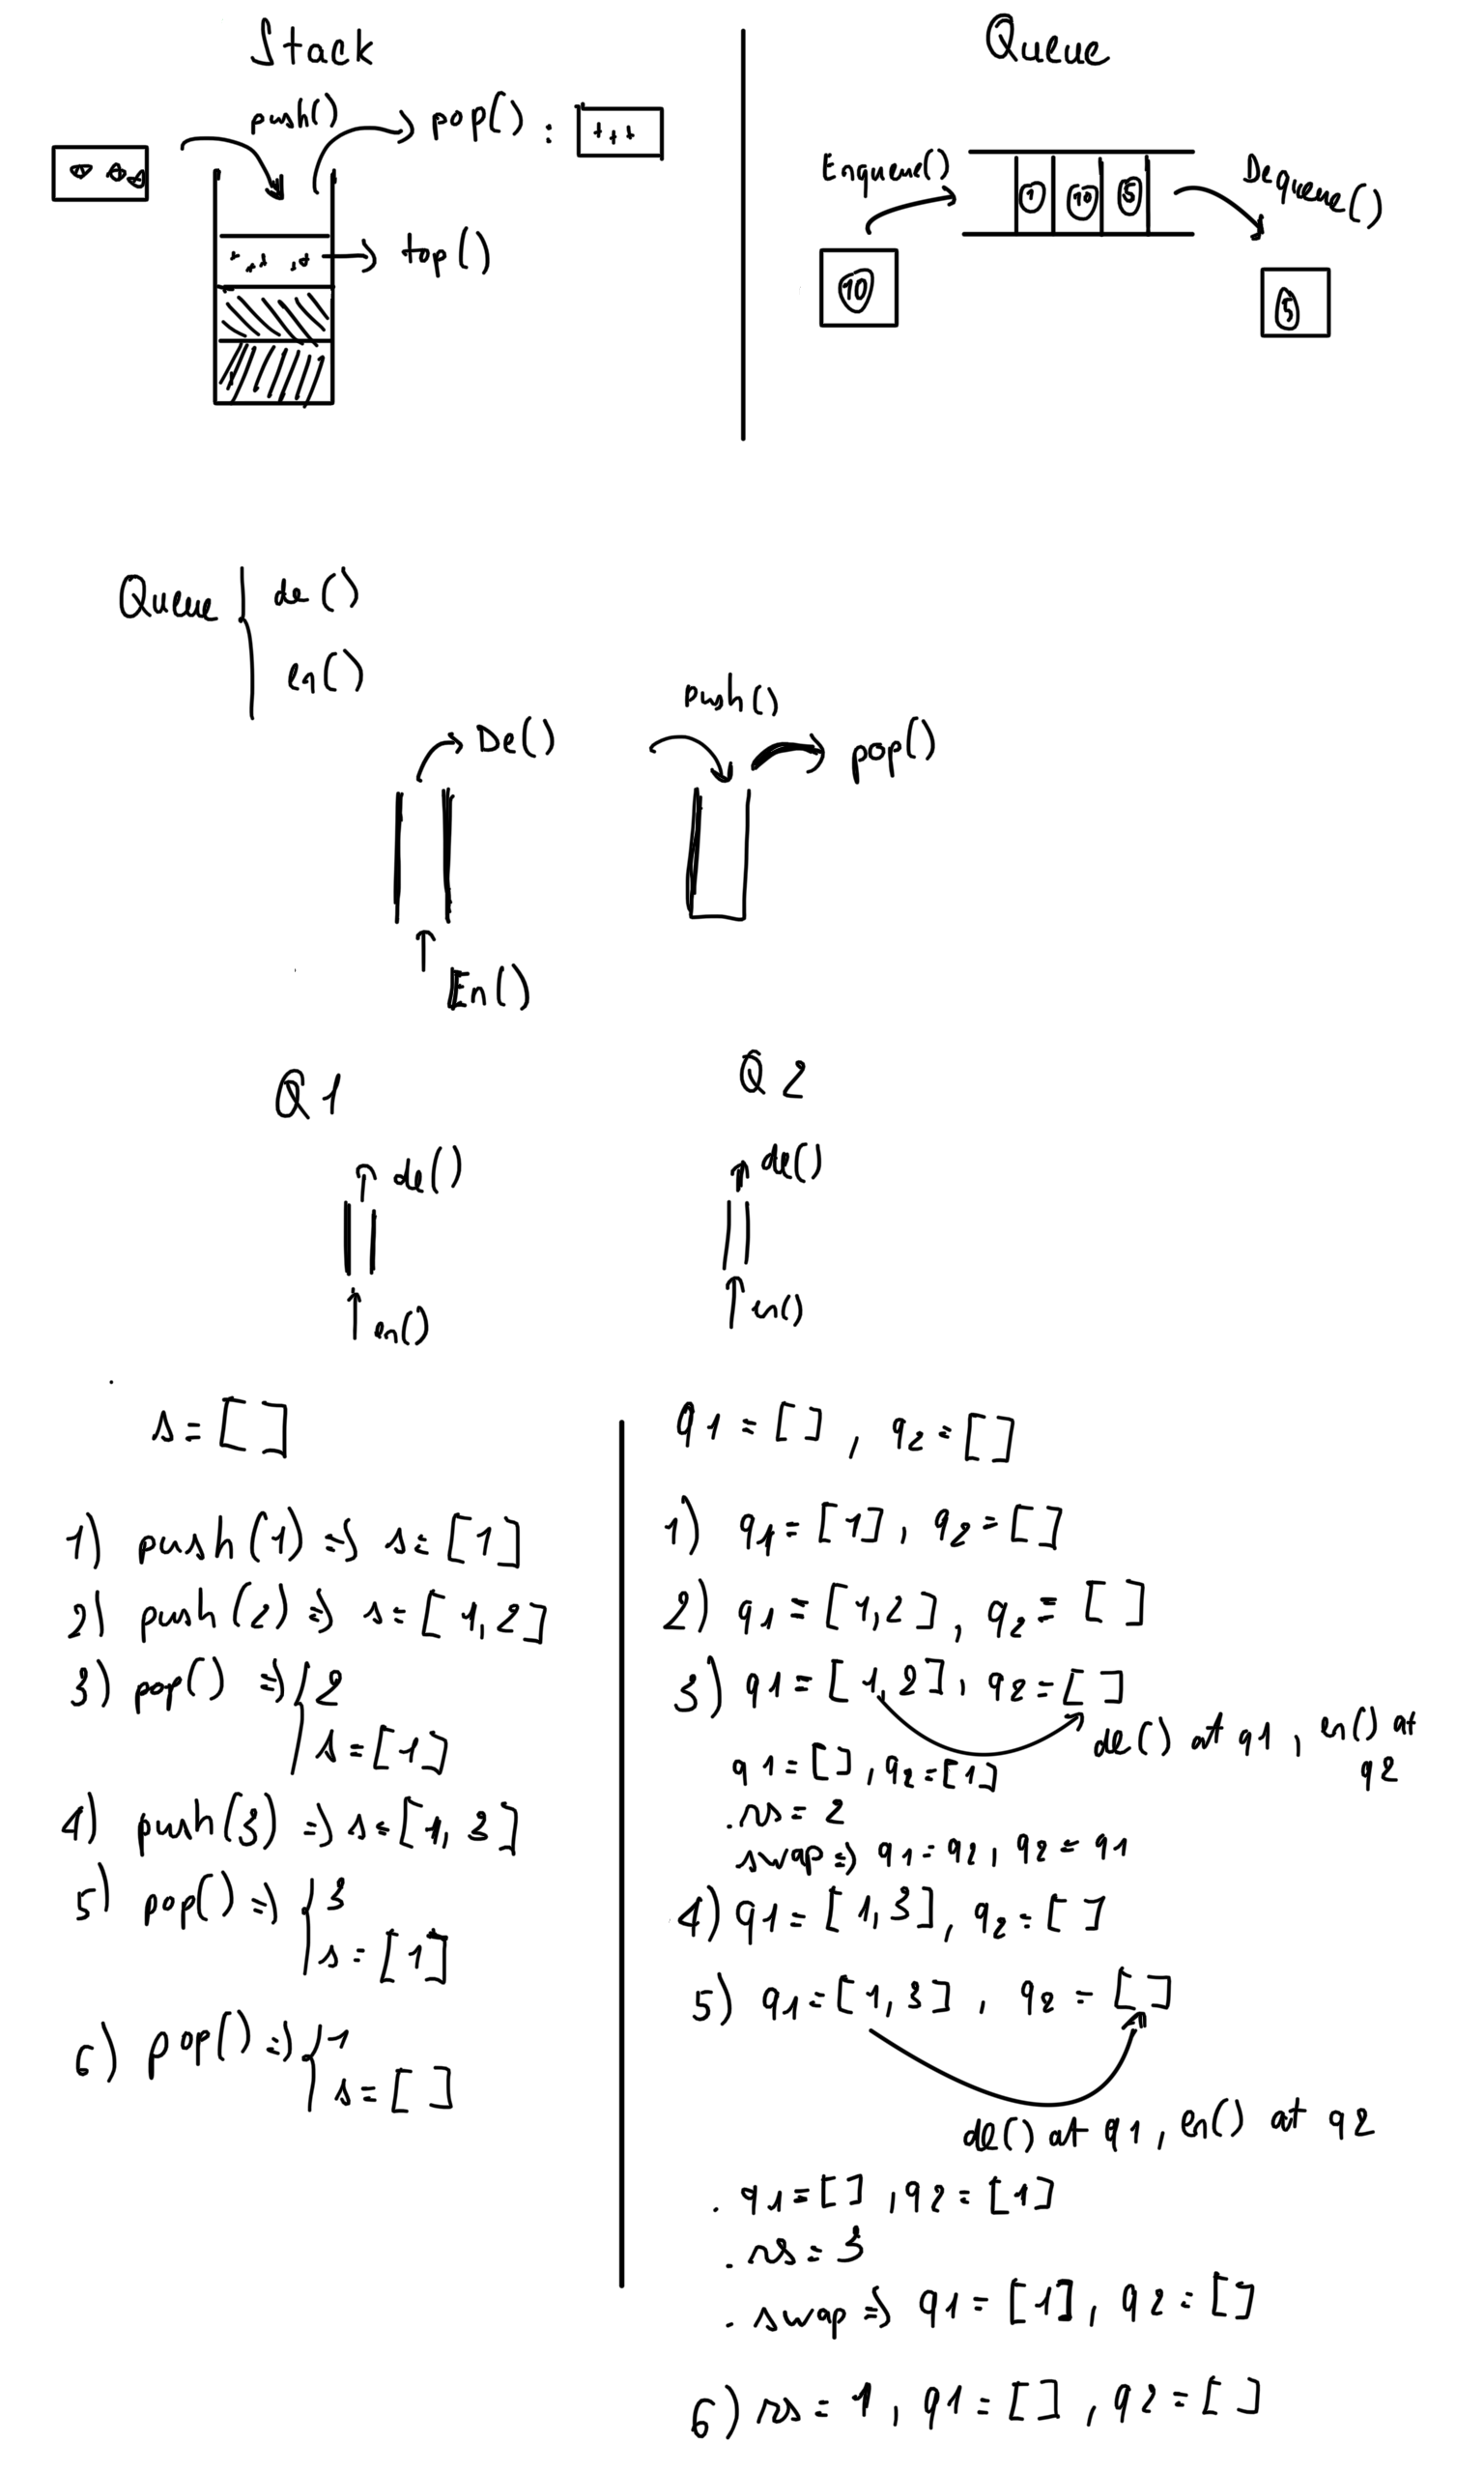 Stack
push()
pop() :
top()
Queue
Enqueue()
1 10 5
Dequeue()
10
5
Queue
de()
en()
De()
En()
push()
pop()
Q1
de()
en()
Q2
de()
en()
s = [ ]
1) push(1) => s = [1]
2) push(2) => s = [1,2]
3) pop() => 2
s = [1]
4) push(3) => s = [1,3]
5) pop() => 3
s = [1]
6) pop() => 1
s = [ ]
q1 = [ ] , q2 = [ ]
1) q1 = [1], q2 = [ ]
2) q1 = [1,2], q2 = [ ]
3) q1 = [1,2], q2 = [ ]
de() at q1, en() at
q2
q1 = [ ], q2 = [1]
. rs = 2
swap => q1 = q2, q2 = q1
4) q1 = [1,3], q2 = [ ]
5) q1 = [1,3] , q2 = [ ]
de() at q1, en() at q2
. q1 = [ ], q2 = [1]
. rs = 3
. swap => q1 = [1], q2 = [ ]
6) rs = 1, q1 = [ ], q2 = [ ]